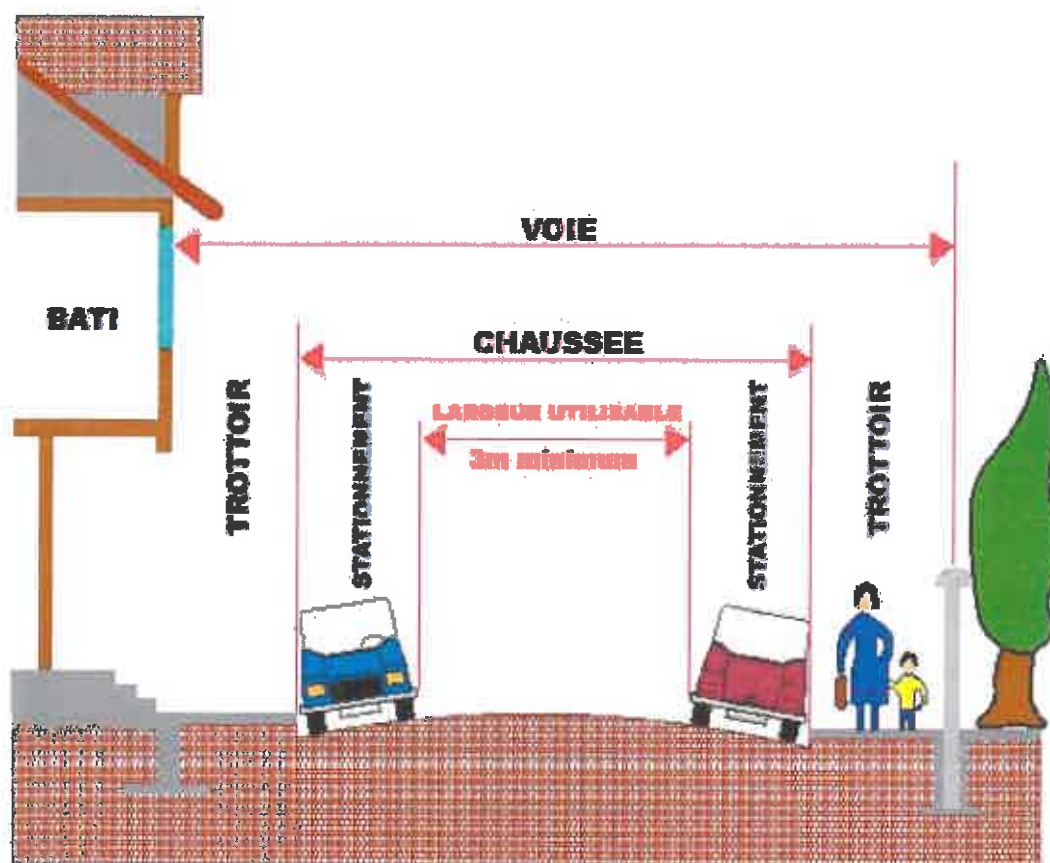 VOIE
BATI
CHAUSSEE
TROTTOIR
STATIONNEMENT
LARGEUR UTILISABLE
3m minimum
STATIONNEMENT
TROTTOIR